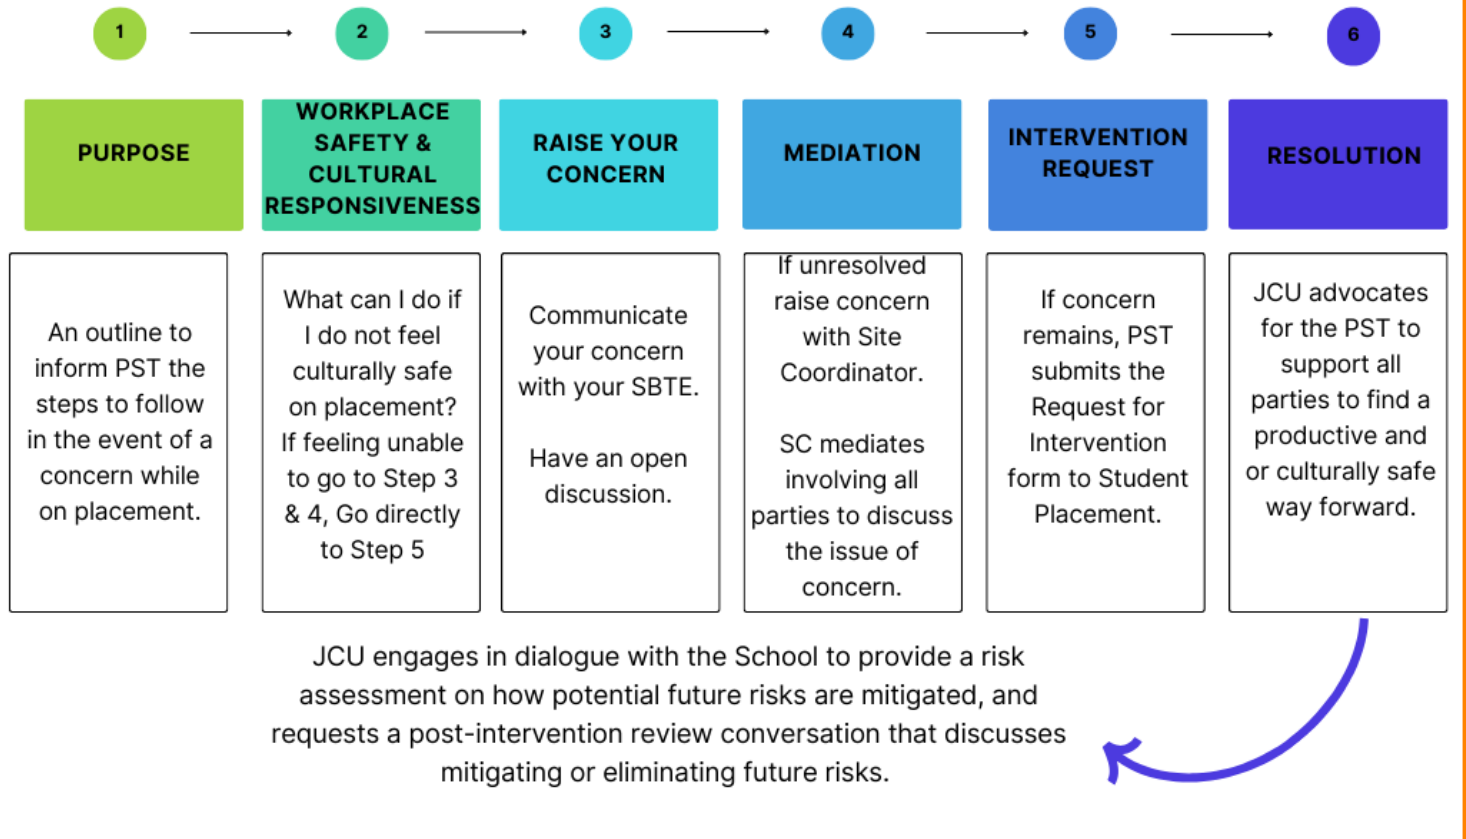 1
2
3
4
5
6
PURPOSE
WORKPLACE
SAFETY &
CULTURAL
RESPONSIVENESS
RAISE YOUR
CONCERN
MEDIATION
INTERVENTION
REQUEST
RESOLUTION
An outline to
inform PST the
steps to follow
in the event of a
concern while
on placement.
What can I do if
I do not feel
culturally safe
on placement?
If feeling unable
to go to Step 3
& 4, Go directly
to Step 5
Communicate
your concern
with your SBTE.
Have an open
discussion.
If unresolved
raise concern
with Site
Coordinator.
SC mediates
involving all
parties to discuss
the issue of
concern.
If concern
remains, PST
submits the
Request for
Intervention
form to Student
Placement.
JCU advocates
for the PST to
support all
parties to find a
productive and
or culturally safe
way forward.
JCU engages in dialogue with the School to provide a risk
assessment on how potential future risks are mitigated, and
requests a post-intervention review conversation that discusses
mitigating or eliminating future risks.